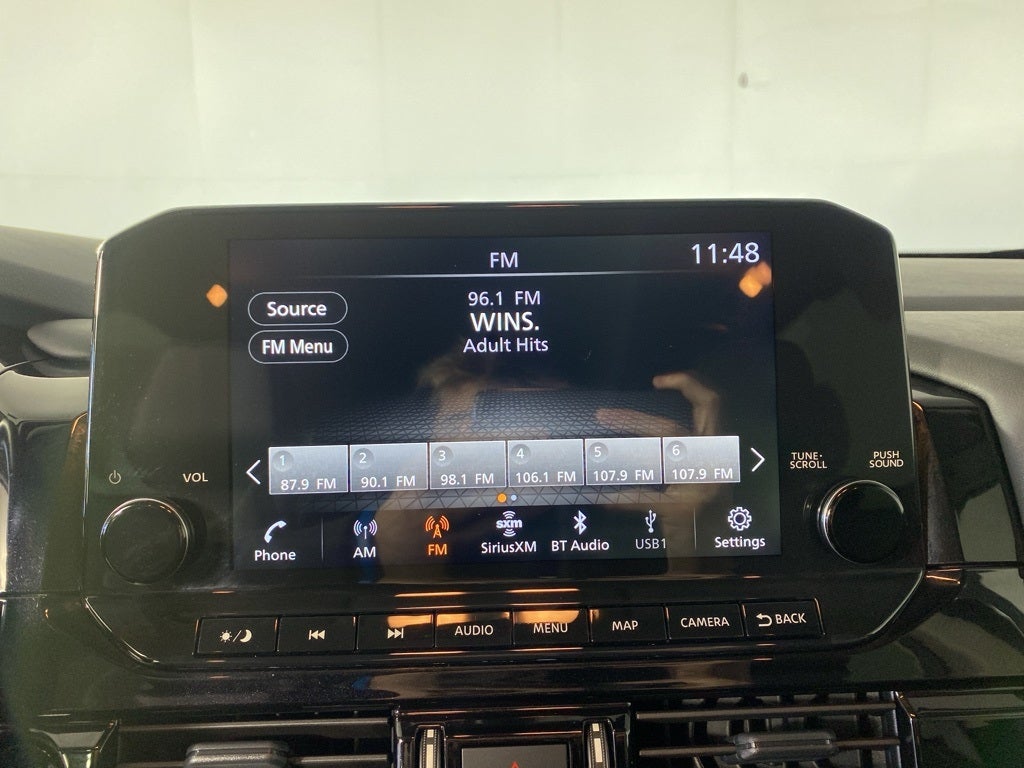 FM
11:48
Source
96.1 FM
WINS.
FM Menu
Adult Hits
1
2
3
4
5
6
87.9 FM
90.1 FM
98.1 FM
106.1 FM
107.9 FM
107.9 FM
VOL
TUNE·
SCROLL
PUSH
SOUND
Phone
AM
FM
sxm
SiriusXM
BT Audio
USB1
Settings
AUDIO
MENU
MAP
CAMERA
BACK